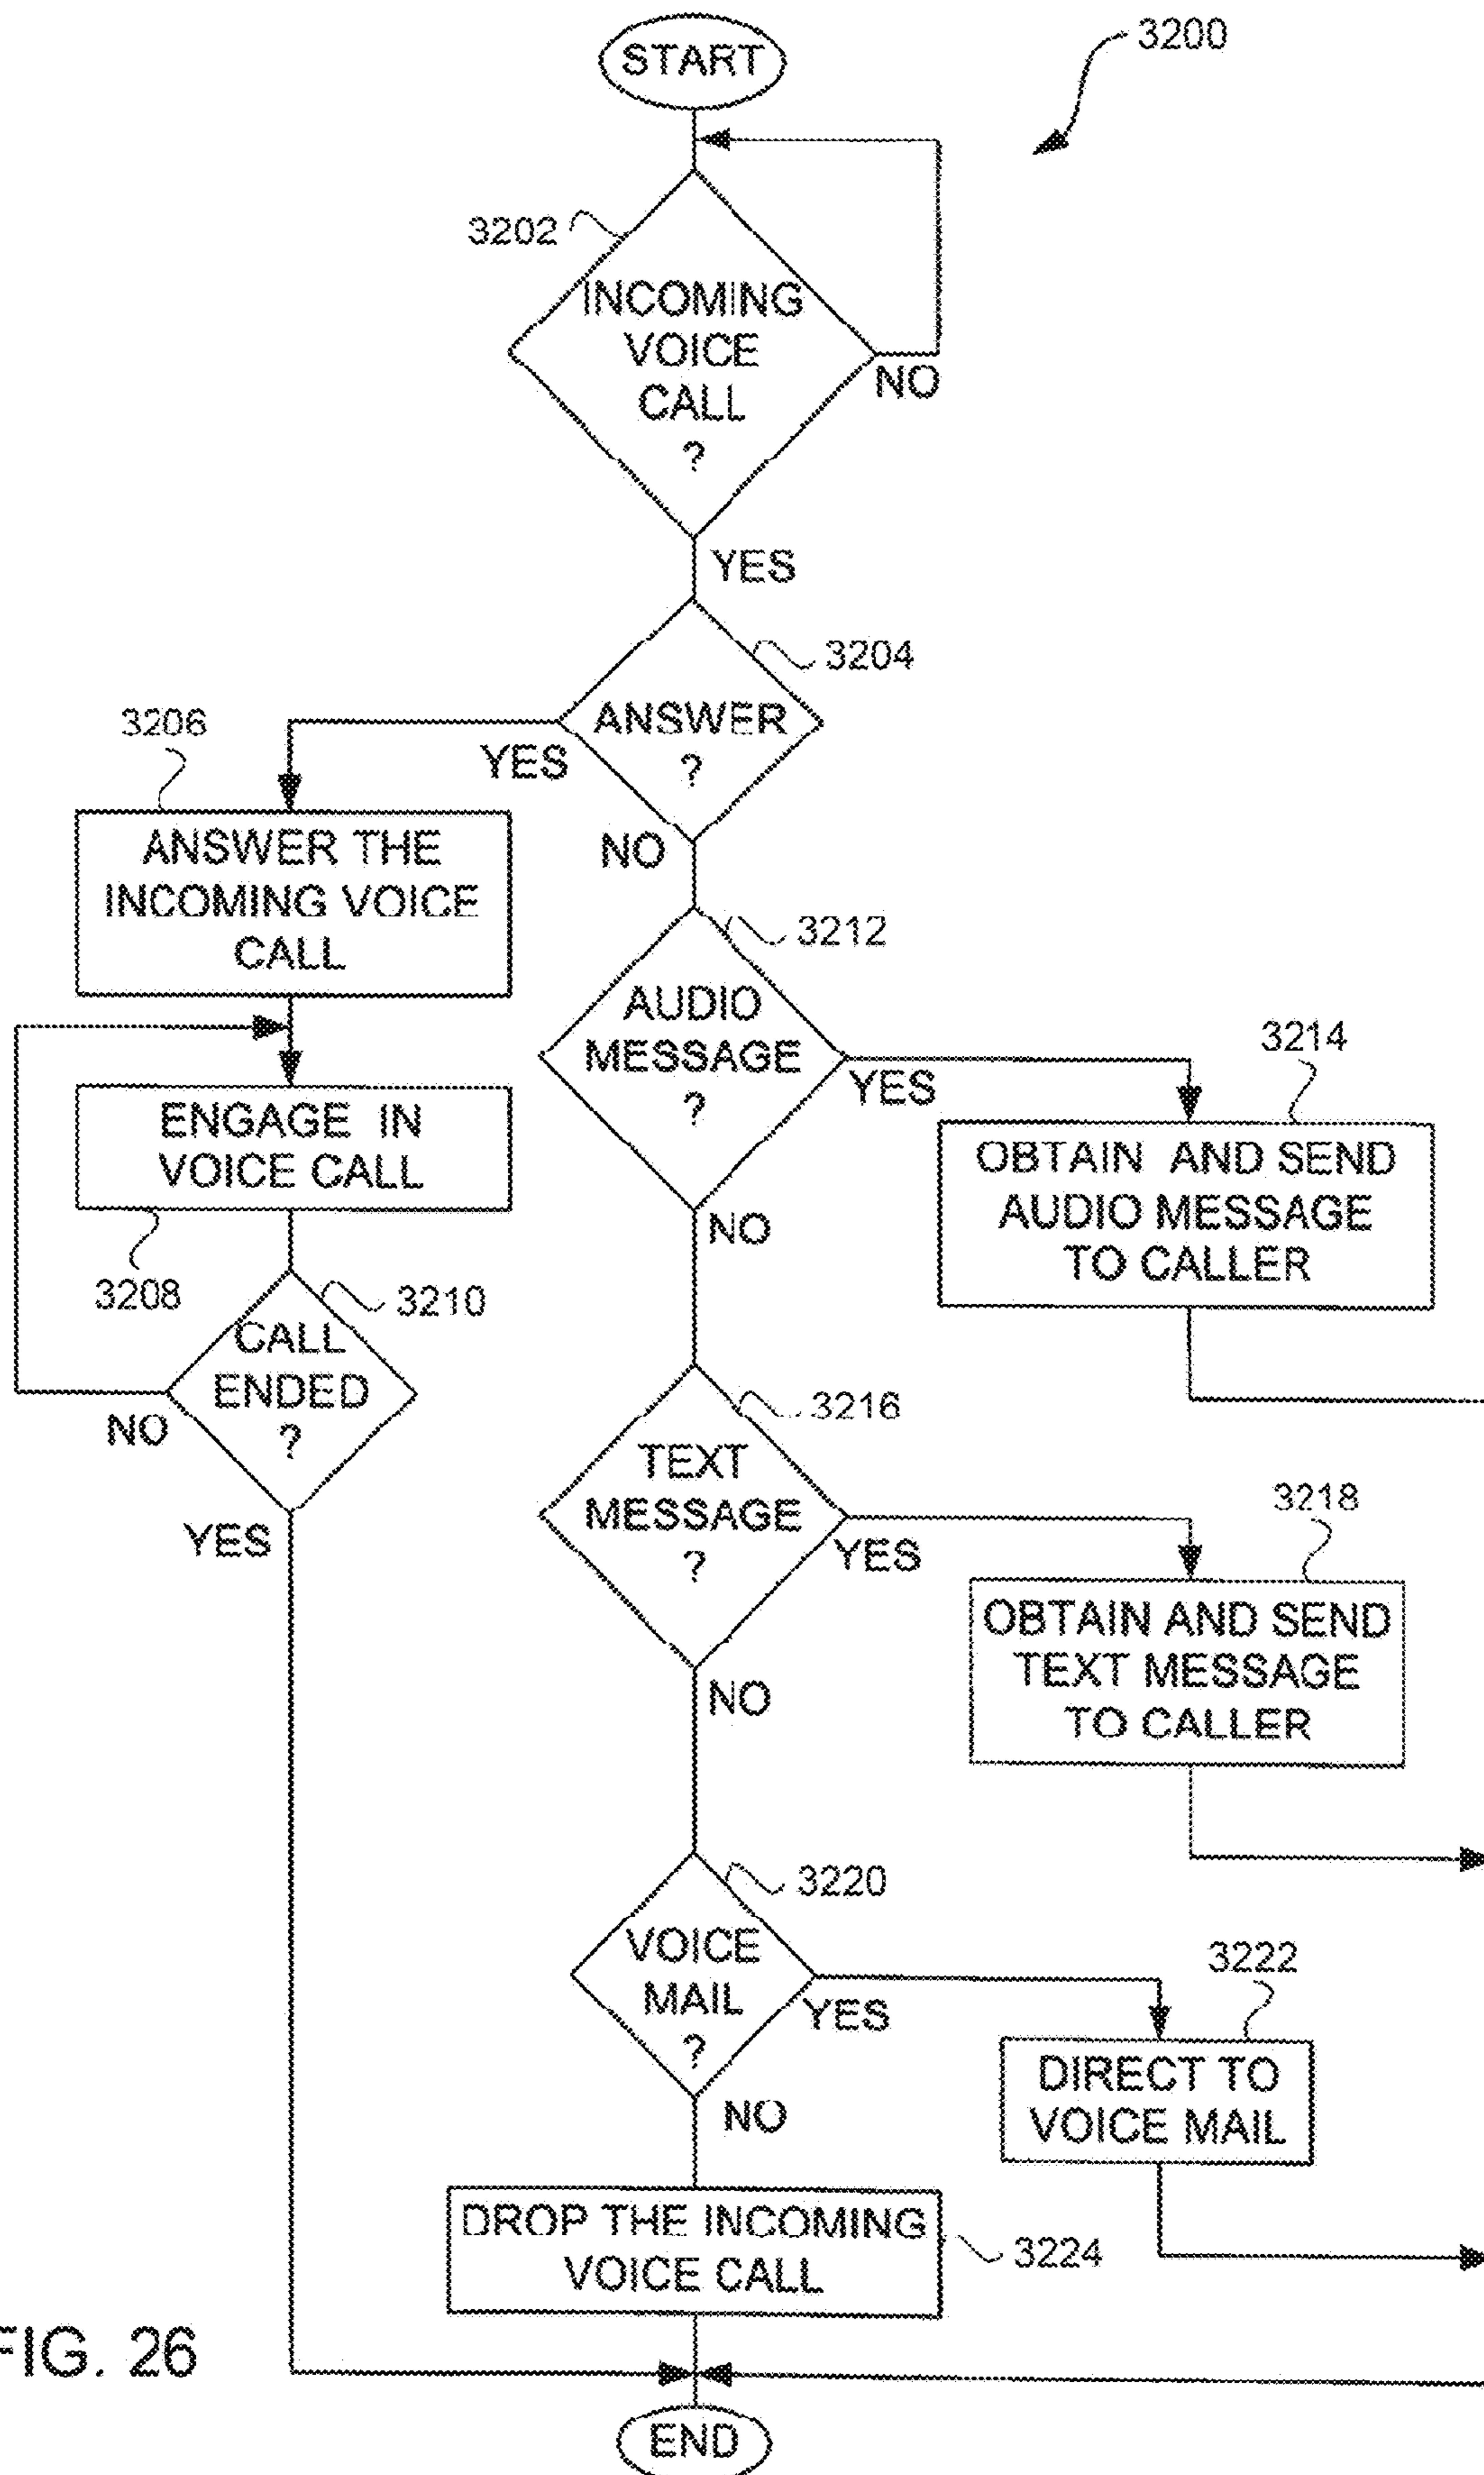 START
3200
3202
INCOMING
VOICE
CALL
?
NO
YES
3204
ANSWER
?
YES
NO
3206
ANSWER THE
INCOMING VOICE
CALL
ENGAGE IN
VOICE CALL
3208
3210
CALL
ENDED
?
NO
YES
3212
AUDIO
MESSAGE
?
YES
NO
3214
OBTAIN AND SEND
AUDIO MESSAGE
TO CALLER
3216
TEXT
MESSAGE
?
YES
NO
3218
OBTAIN AND SEND
TEXT MESSAGE
TO CALLER
3220
VOICE
MAIL
?
YES
NO
3222
DIRECT TO
VOICE MAIL
DROP THE INCOMING
VOICE CALL
3224
FIG. 26
END